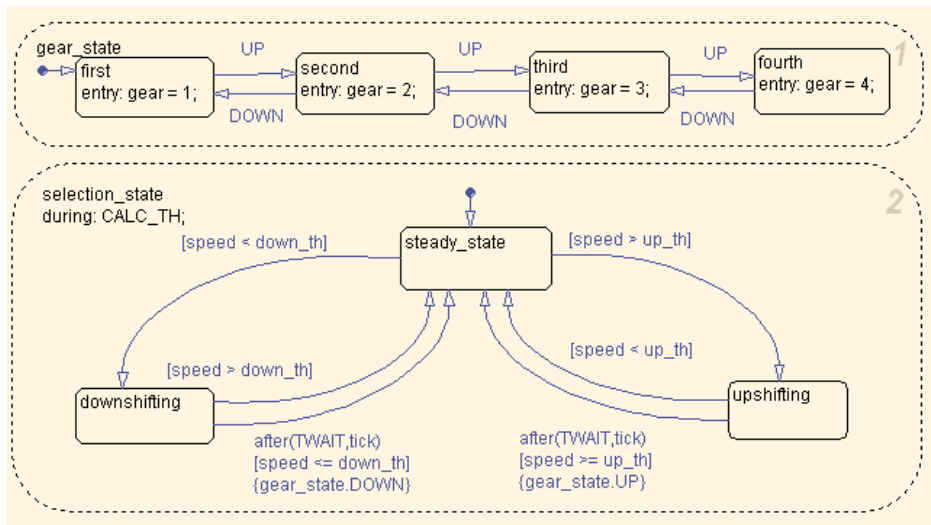 gear_state
1
UP
UP
UP
first
entry: gear = 1;
second
entry: gear = 2;
third
entry: gear = 3;
fourth
entry: gear = 4;
DOWN
DOWN
DOWN
selection_state
during: CALC_TH;
2
[speed < down_th]
steady_state
[speed > up_th]
[speed > down_th]
[speed < up_th]
downshifting
upshifting
after(TWAIT,tick)
[speed <= down_th]
{gear_state.DOWN}
after(TWAIT,tick)
[speed >= up_th]
{gear_state.UP}